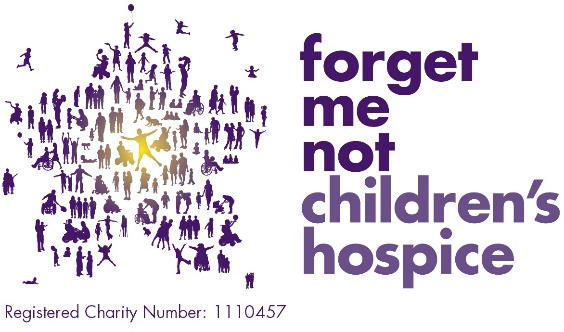 forget
me
not
children's
hospice
Registered Charity Number: 1110457